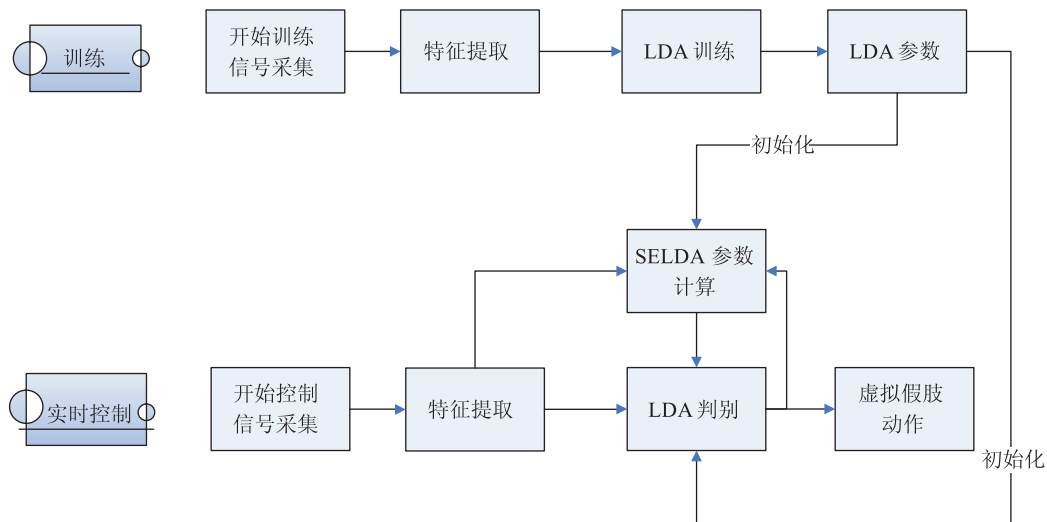 训练
开始训练
信号采集
特征提取
LDA 训练
LDA 参数
初始化
SELDA 参数
计算
实时控制
开始控制
信号采集
特征提取
LDA 判别
虚拟假肢
动作
初始化